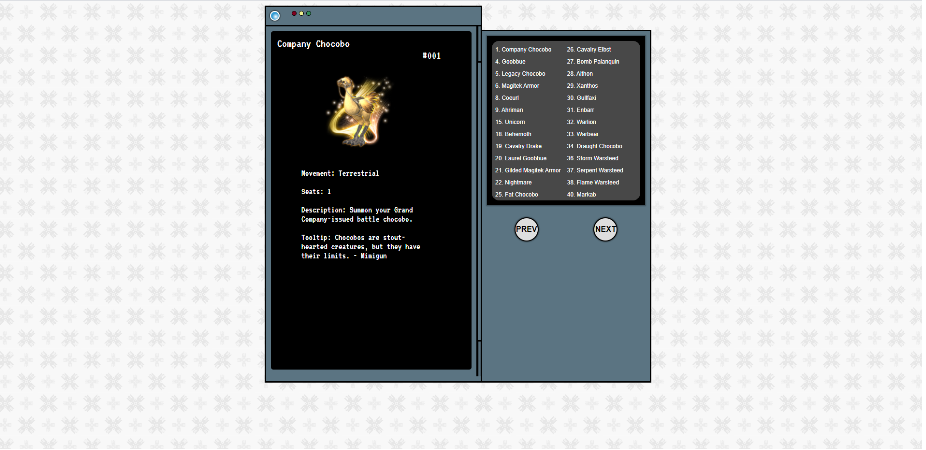 Company Chocobo
#001
Movement: Terrestrial
Seats: 1
Description: Summon your Grand
Company-issued battle chocobo.
Tooltip: Chocobos are stout-
hearted creatures, but they have
their limits. - Mimigun
1. Company Chocobo
4. Goobbue
5. Legacy Chocobo
6. Magitek Armor
8. Coeurl
9. Ahriman
15. Unicorn
18. Behemoth
19. Cavalry Drake
20. Laurel Goobbue
21. Gilded Magitek Armor
22. Nightmare
25. Fat Chocobo
26. Cavalry Elbst
27. Bomb Palanquin
28. Aithon
29. Xanthos
30. Gullfaxi
31. Enbarr
32. Warlion
33. Warbear
34. Draught Chocobo
36. Storm Warsteed
37. Serpent Warsteed
38. Flame Warsteed
40. Markab
PREV
NEXT